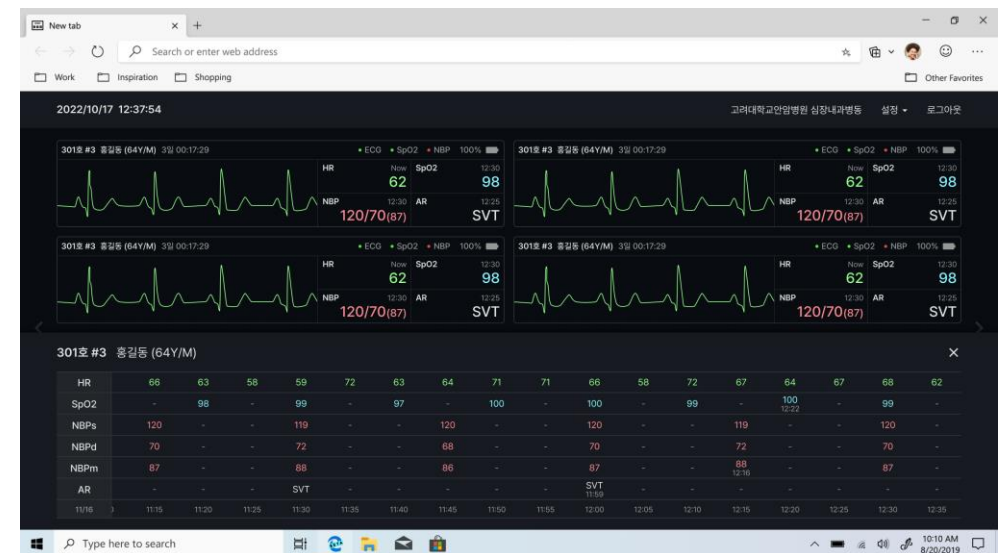 New tab
Search or enter web address
Work Inspiration Shopping Other Favorites
2022/10/17 12:37:54 고려대학교안암병원 심장내과병동 설정 로그아웃
301호 #3 홍길동 (64Y/M) 3일 00:17:29 ECG SpO2 NBP 100%
HR Now 62 SpO2 12:30 98
NBP 12:30 120/70(87) AR 12:25 SVT
301호 #3 홍길동 (64Y/M) 3일 00:17:29 ECG SpO2 NBP 100%
HR Now 62 SpO2 12:30 98
NBP 12:30 120/70(87) AR 12:25 SVT
301호 #3 홍길동 (64Y/M) 3일 00:17:29 ECG SpO2 NBP 100%
HR Now 62 SpO2 12:30 98
NBP 12:30 120/70(87) AR 12:25 SVT
301호 #3 홍길동 (64Y/M) 3일 00:17:29 ECG SpO2 NBP 100%
HR Now 62 SpO2 12:30 98
NBP 12:30 120/70(87) AR 12:25 SVT
301호 #3 홍길동 (64Y/M)
HR 66 63 58 59 72 63 64 71 71 66 58 72 67 64 67 68 62
SpO2 - 98 - 99 - 97 - 100 - 100 - 99 - 100 12:22 - 99 -
NBPs 120 - - 119 - - 120 - - 120 - - 119 - - 120 -
NBPd 70 - - 72 - - 68 - - 70 - - 72 - - 70 -
NBPm 87 - - 88 - - 86 - - 87 - - 88 12:16 - - 87 -
AR - - - SVT - - - - - SVT 11:59 - - - - - - -
11/16 11:15 11:20 11:25 11:30 11:35 11:40 11:45 11:50 11:55 12:00 12:05 12:10 12:15 12:20 12:25 12:30 12:35
Type here to search
10:10 AM
8/20/2019